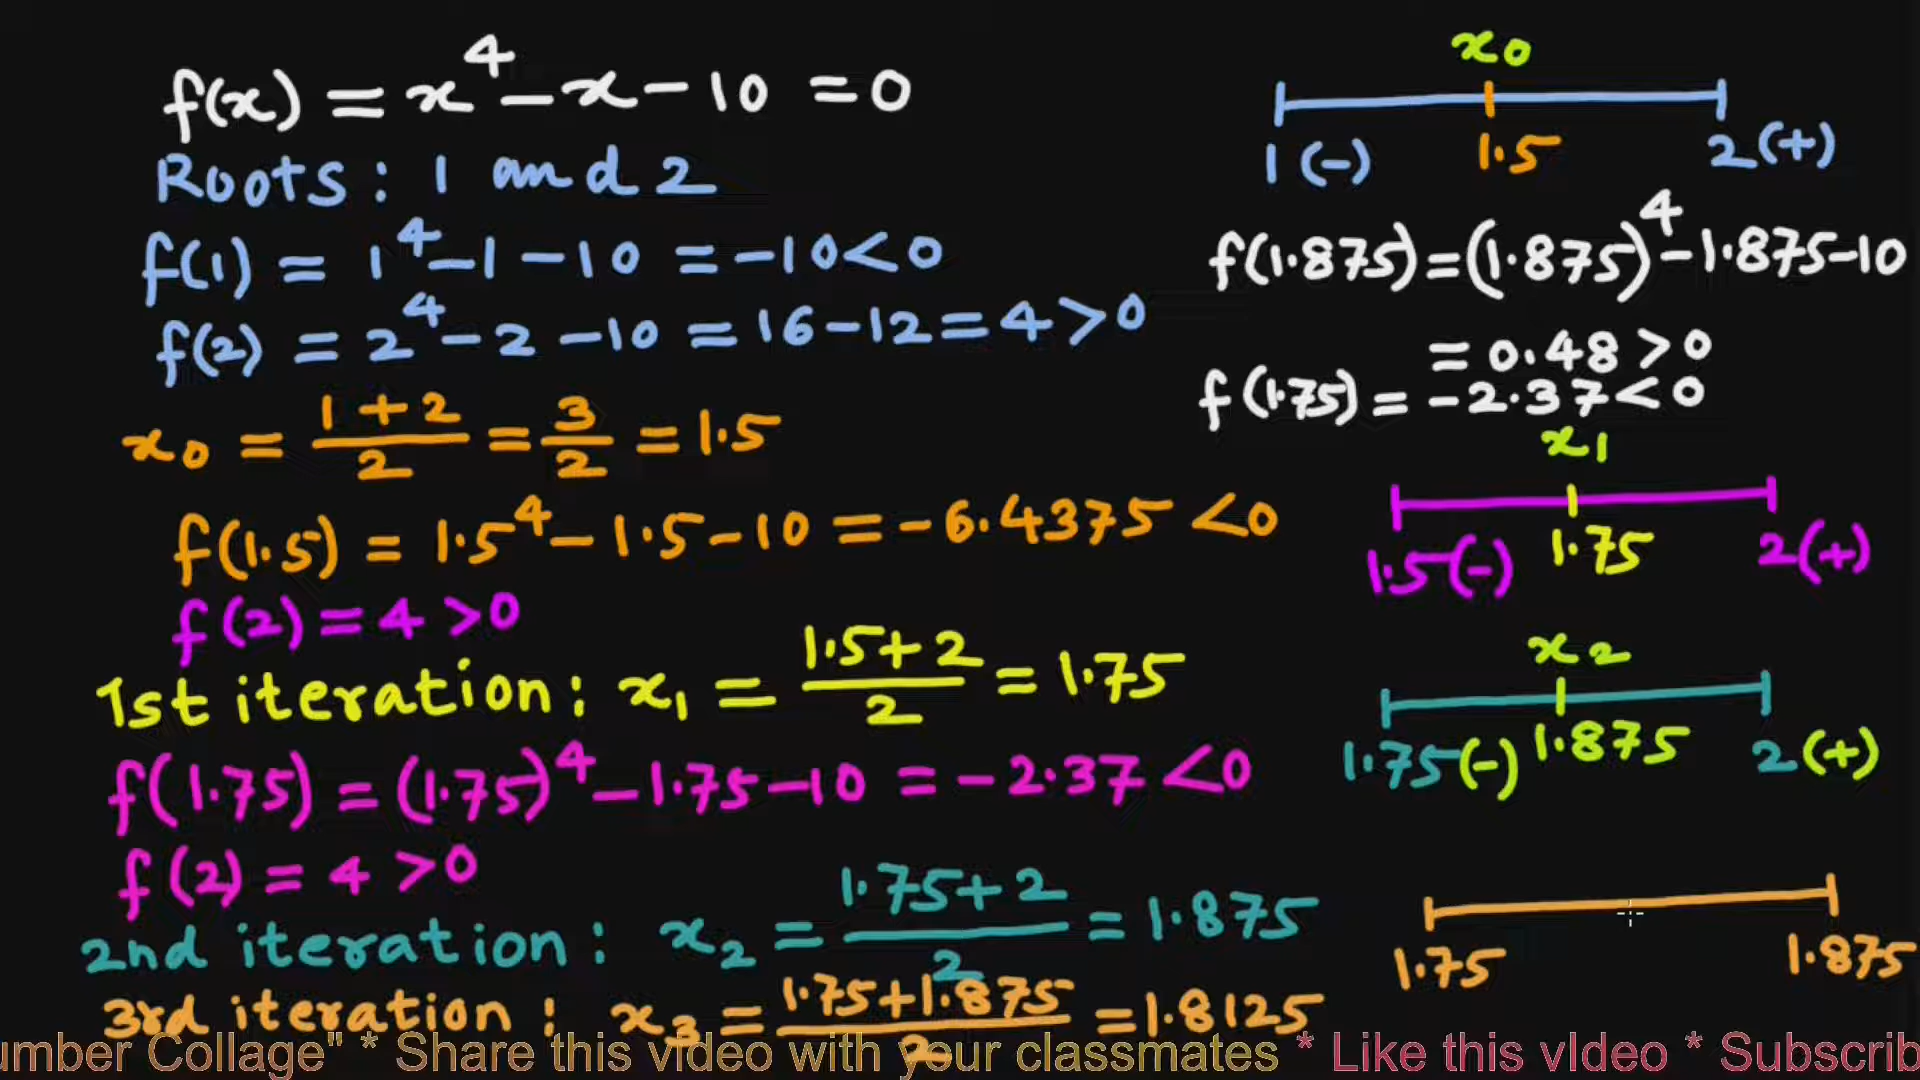 f(x) = x⁴ - x - 10 = 0
Roots: 1 and 2
f(1) = 1⁴ - 1 - 10 = -10 < 0
f(2) = 2⁴ - 2 - 10 = 16 - 12 = 4 > 0
x₀ = (1+2)/2 = 3/2 = 1.5
f(1.5) = 1.5⁴ - 1.5 - 10 = -6.4375 < 0
f(2) = 4 > 0
1st iteration: x₁ = (1.5+2)/2 = 1.75
f(1.75) = (1.75)⁴ - 1.75 - 10 = -2.37 < 0
f(2) = 4 > 0
2nd iteration: x₂ = (1.75+2)/2 = 1.875
3rd iteration: x₃ = (1.75+1.875)/2 = 1.8125
x₀
1(-) 1.5 2(+)
f(1.875) = (1.875)⁴ - 1.875 - 10
= 0.48 > 0
f(1.75) = -2.37 < 0
x₁
1.5(-) 1.75 2(+)
x₂
1.75(-) 1.875 2(+)
1.75 1.875
umber Collage" * Share this vIdeo with your classmates * Like this vIdeo * Subscrib